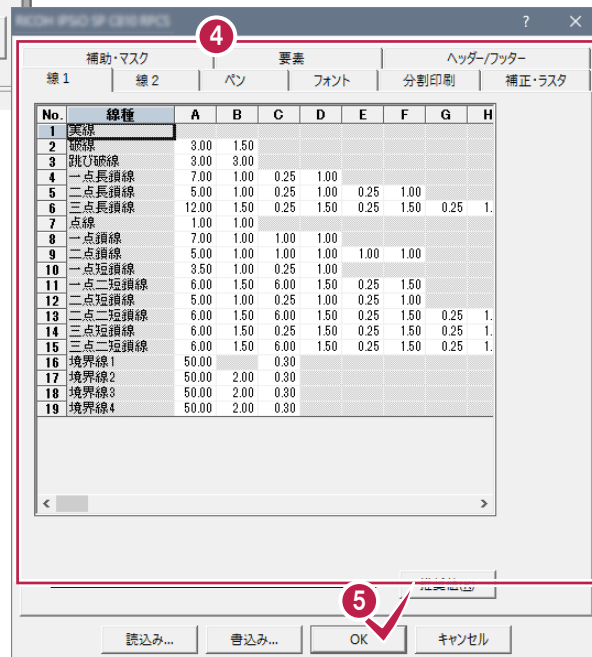 RICOH IPSiO SP C810 RPCS ? ×
4
補助・マスク 要素 ヘッダー/フッター
線1 線2 ペン フォント 分割印刷 補正・ラスタ
No. 線種 A B C D E F G H
1 実線
2 破線 3.00 1.50
3 跳び破線 3.00 3.00
4 一点長鎖線 7.00 1.00 0.25 1.00
5 二点長鎖線 5.00 1.00 0.25 1.00 0.25 1.00
6 三点長鎖線 12.00 1.50 0.25 1.50 0.25 1.50 0.25 1.
7 点線 1.00 1.00
8 一点鎖線 7.00 1.00 1.00 1.00
9 二点鎖線 5.00 1.00 1.00 1.00 1.00 1.00
10 一点短鎖線 3.50 1.00 0.25 1.00
11 一点二短鎖線 6.00 1.50 6.00 1.50 0.25 1.50
12 二点短鎖線 5.00 1.00 0.25 1.00 0.25 1.00
13 二点二短鎖線 6.00 1.50 6.00 1.50 0.25 1.50 0.25 1.
14 三点短鎖線 6.00 1.50 0.25 1.50 0.25 1.50 0.25 1.
15 三点二短鎖線 6.00 1.50 6.00 1.50 0.25 1.50 0.25 1.
16 境界線1 50.00 0.30
17 境界線2 50.00 2.00 0.30
18 境界線3 50.00 2.00 0.30
19 境界線4 50.00 2.00 0.30
5
読込み... 書込み... OK キャンセル